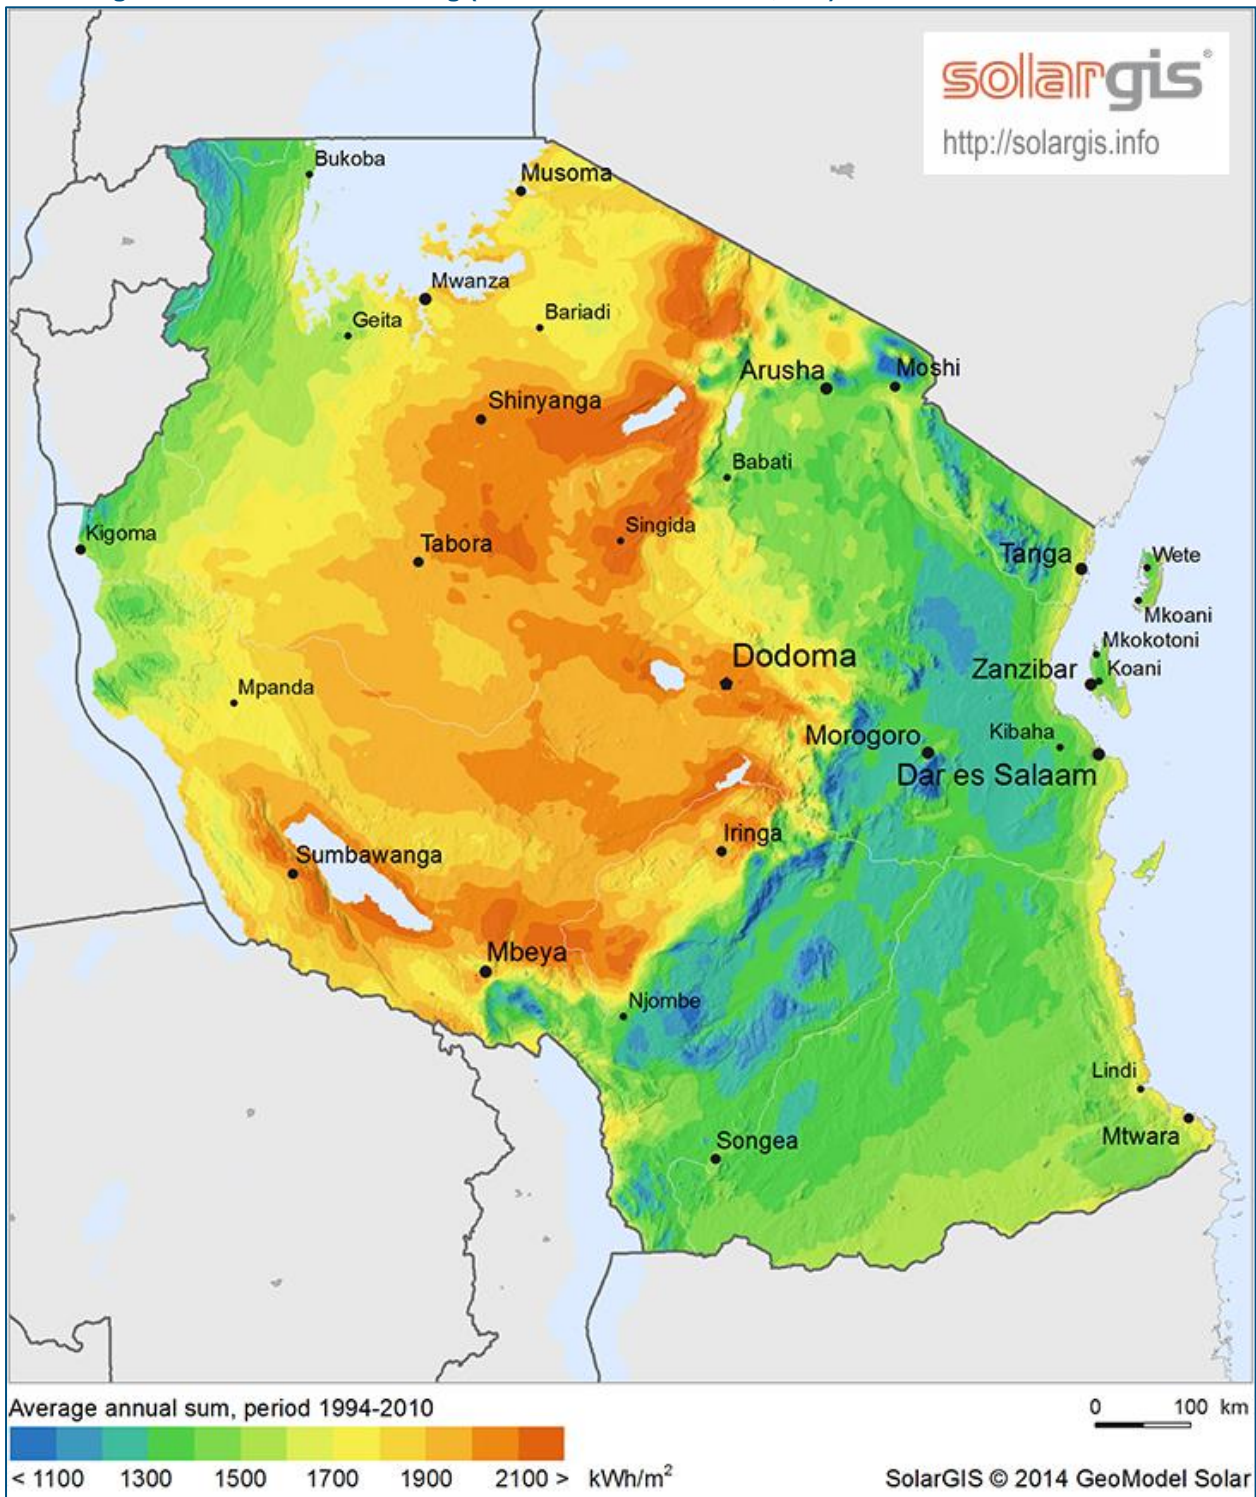 solargis®
http://solargis.info
Bukoba
Musoma
Mwanza
Geita
Bariadi
Arusha
Moshi
Shinyanga
Babati
Kigoma
Tabora
Singida
Tanga
Wete
Mkoani
Mkokotoni
Dodoma
Zanzibar
Koani
Mpanda
Morogoro
Kibaha
Dar es Salaam
Iringa
Sumbawanga
Mbeya
Njombe
Lindi
Mtwara
Songea
Average annual sum, period 1994-2010
0 100 km
< 1100 1300 1500 1700 1900 2100 > kWh/m²
SolarGIS © 2014 GeoModel Solar